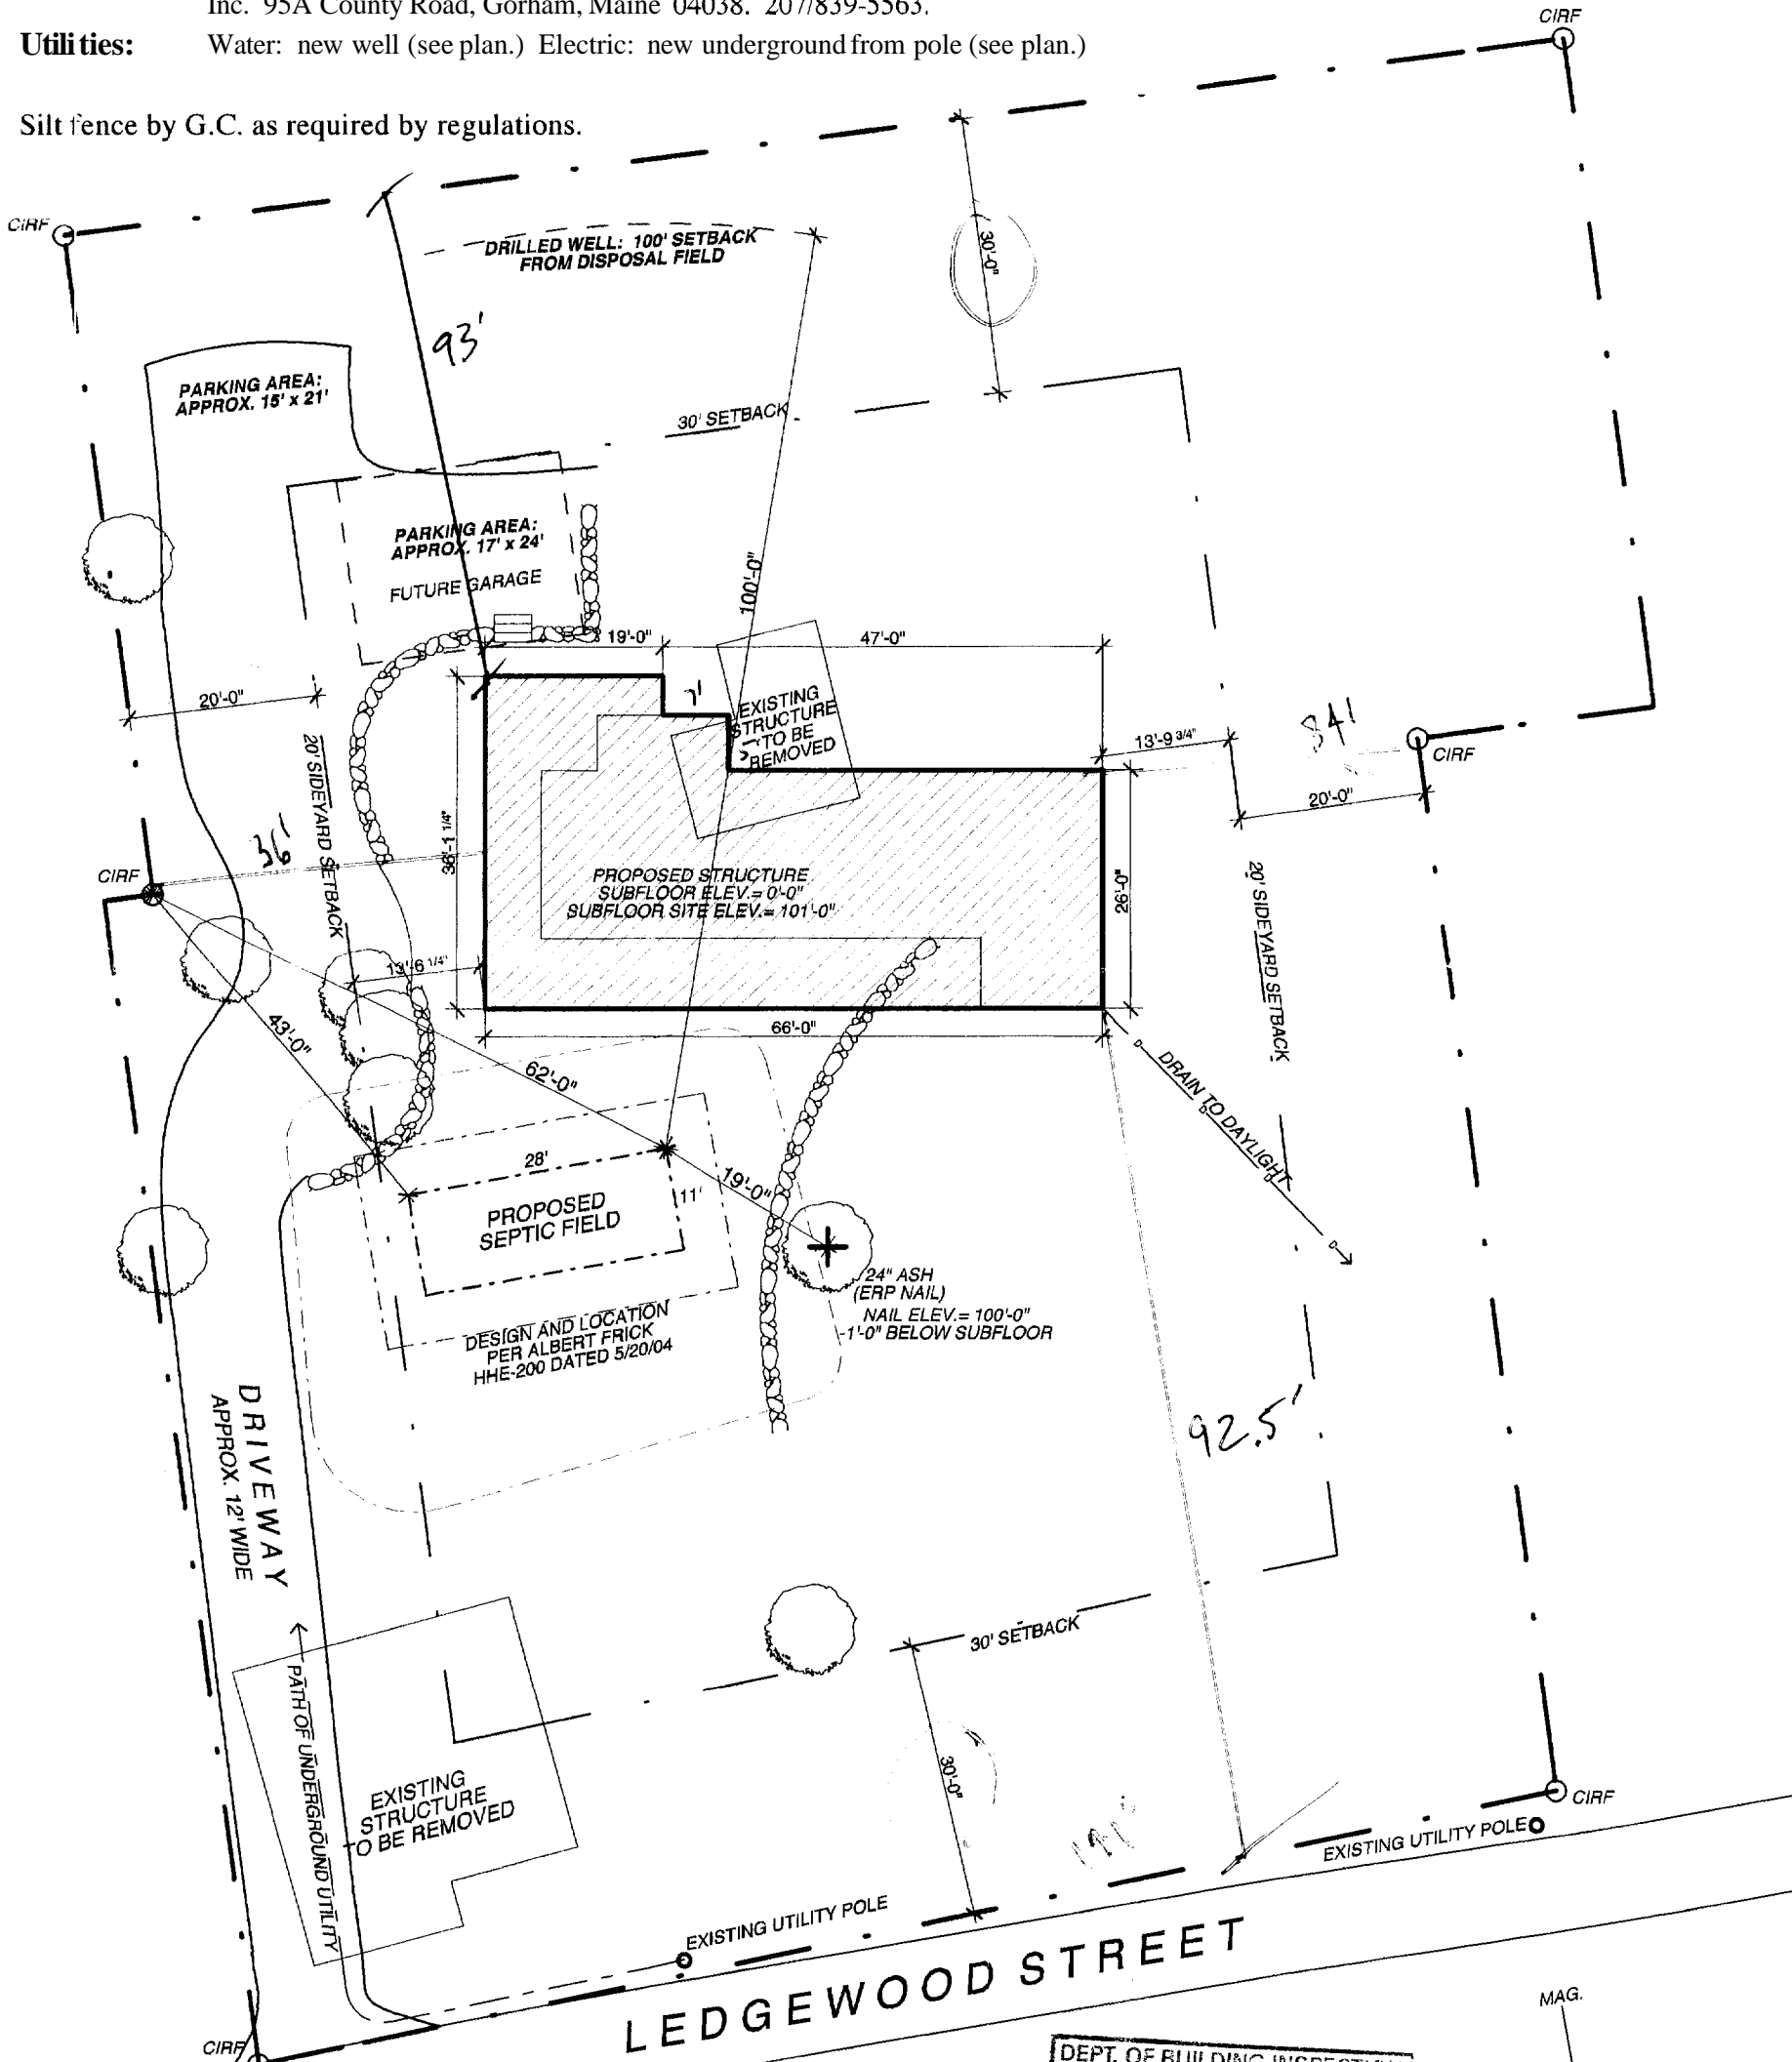 Inc. 95A County Road, Gorham, Maine 04038. 207/839-5563.
Utilities: Water: new well (see plan.) Electric: new underground from pole (see plan.)
Silt fence by G.C. as required by regulations.
CIRF
CIRF
DRILLED WELL: 100' SETBACK
FROM DISPOSAL FIELD
30'-0"
93'
PARKING AREA:
APPROX. 15' x 21'
30' SETBACK
PARKING AREA:
APPROX. 17' x 24'
FUTURE GARAGE
100'-0"
19'-0"
47'-0"
20'-0"
7'
EXISTING
STRUCTURE
TO BE
REMOVED
13'-9 3/4"
CIRF
20'-0"
20' SIDEYARD SETBACK
36'
36'-1 1/4"
CIRF
PROPOSED STRUCTURE
SUBFLOOR ELEV.= 0'-0"
SUBFLOOR SITE ELEV.= 101'-0"
26'-0"
20' SIDEYARD SETBACK
13'-6 1/4"
66'-0"
43'-0"
62'-0"
DRAIN TO DAYLIGHT
28'
19'-0"
11'
PROPOSED
SEPTIC FIELD
24" ASH
(ERP NAIL)
NAIL ELEV.= 100'-0"
-1'-0" BELOW SUBFLOOR
DESIGN AND LOCATION
PER ALBERT FRICK
HHE-200 DATED 5/20/04
92.5'
DRIVEWAY
APPROX. 12' WIDE
30' SETBACK
PATH OF UNDERGROUND UTILITY
30'-0"
EXISTING
STRUCTURE
TO BE REMOVED
CIRF
EXISTING UTILITY POLE
EXISTING UTILITY POLE
LEDGEWOOD STREET
MAG.
CIRF
DEPT. OF BUILDING INSPECTION